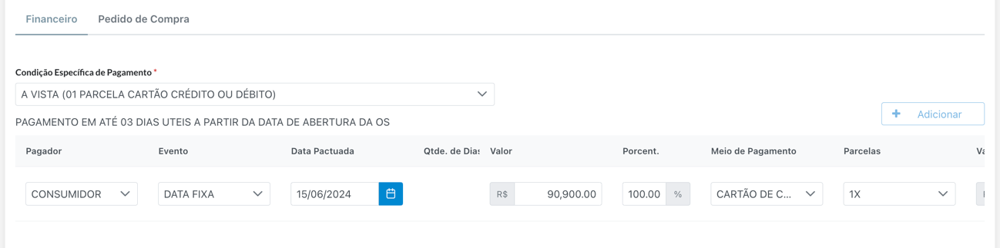 Financeiro Pedido de Compra
Condição Específica de Pagamento *
A VISTA (01 PARCELA CARTÃO CRÉDITO OU DÉBITO)
Adicionar
PAGAMENTO EM ATÉ 03 DIAS UTEIS A PARTIR DA DATA DE ABERTURA DA OS
Pagador Evento Data Pactuada Qtde. de Dias Valor Porcent. Meio de Pagamento Parcelas
CONSUMIDOR DATA FIXA 15/06/2024 R$ 90,900.00 100.00 % CARTÃO DE C... 1X